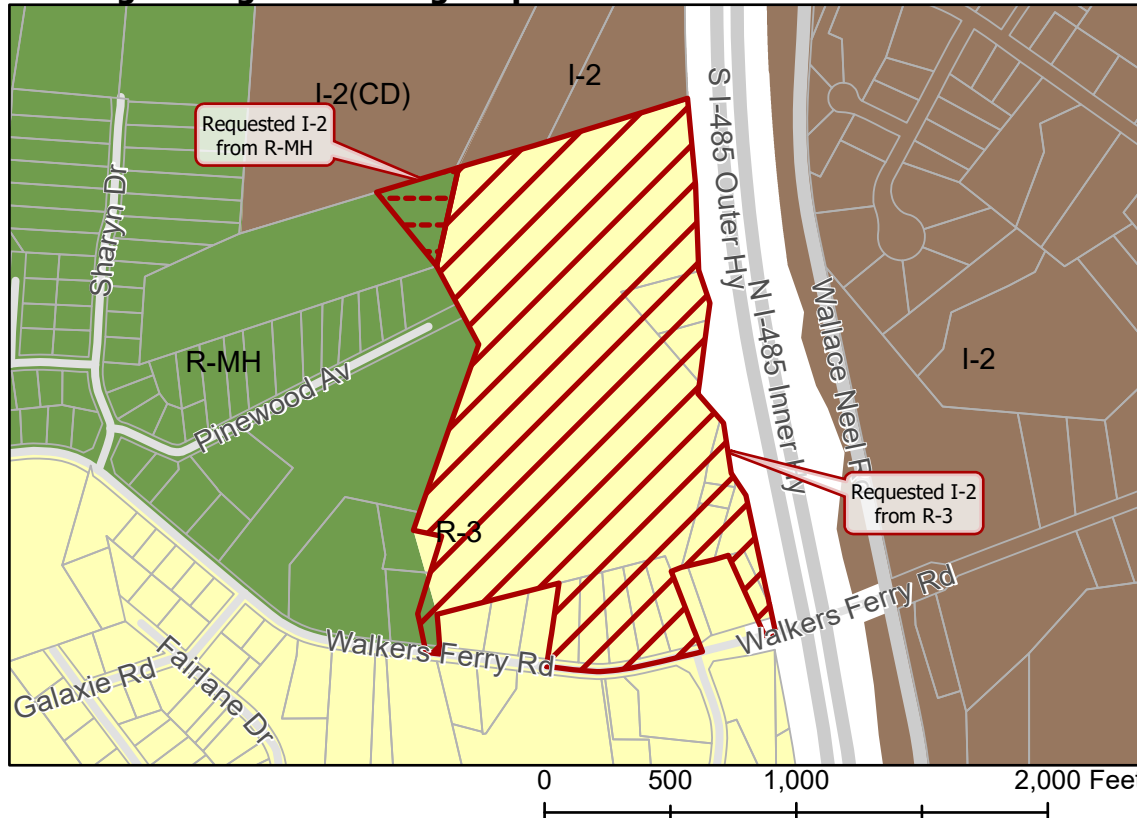 I-2(CD)
I-2
Requested I-2
from R-MH
S I-485 Outer Hy
N I-485 Inner Hy
Wallace Neel
Sharyn Dr
R-MH
Pinewood Av
I-2
Requested I-2
from R-3
R-3
Walkers Ferry Rd
Walkers Ferry Rd
Fairlane Dr
Galaxie Rd
0 500 1,000 2,000 Feet